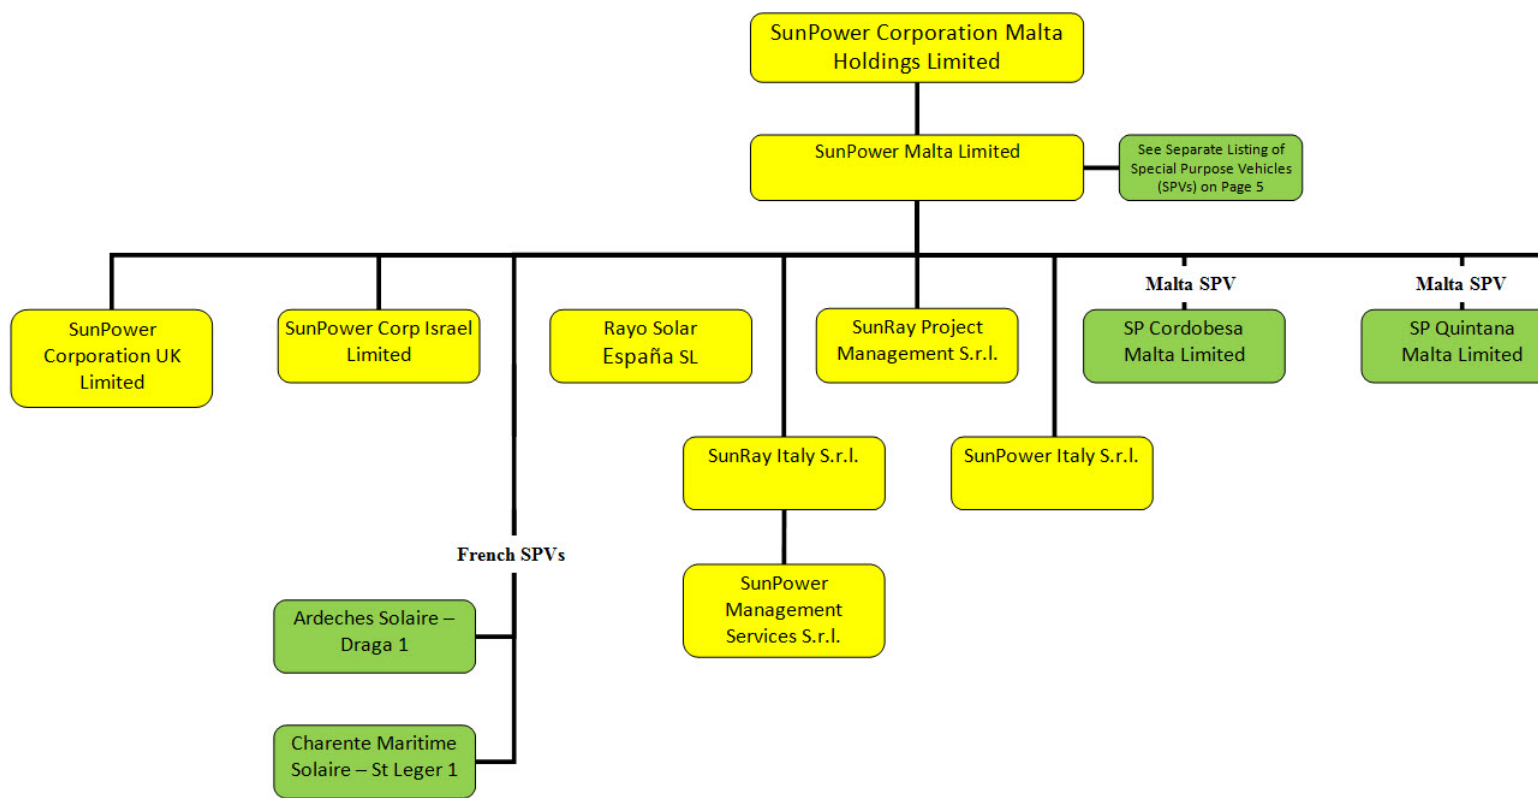 SunPower Corporation Malta
Holdings Limited
SunPower Malta Limited
See Separate Listing of
Special Purpose Vehicles
(SPVs) on Page 5
Malta SPV
Malta SPV
SunPower
Corporation UK
Limited
SunPower Corp Israel
Limited
Rayo Solar
España SL
SunRay Project
Management S.r.l.
SP Cordobesa
Malta Limited
SP Quintana
Malta Limited
SunRay Italy S.r.l.
SunPower Italy S.r.l.
French SPVs
SunPower
Management
Services S.r.l.
Ardeches Solaire –
Draga 1
Charente Maritime
Solaire – St Leger 1